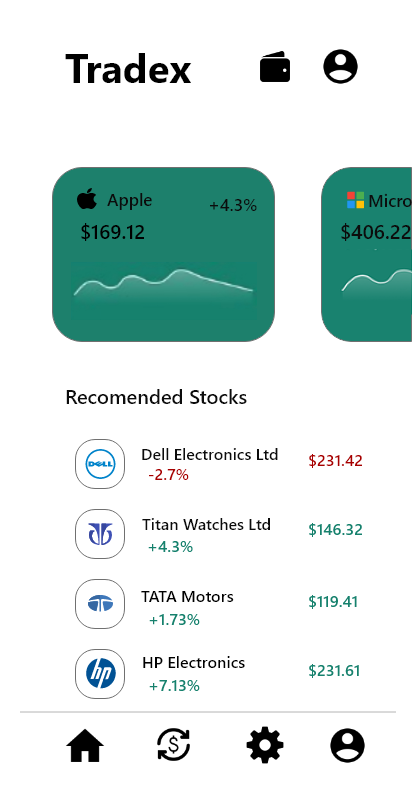 Tradex
Apple
+4.3%
$169.12
Micro
$406.22
Recomended Stocks
DELL
Dell Electronics Ltd
-2.7%
$231.42
Titan Watches Ltd
+4.3%
$146.32
TATA Motors
+1.73%
$119.41
hp
HP Electronics
+7.13%
$231.61
$